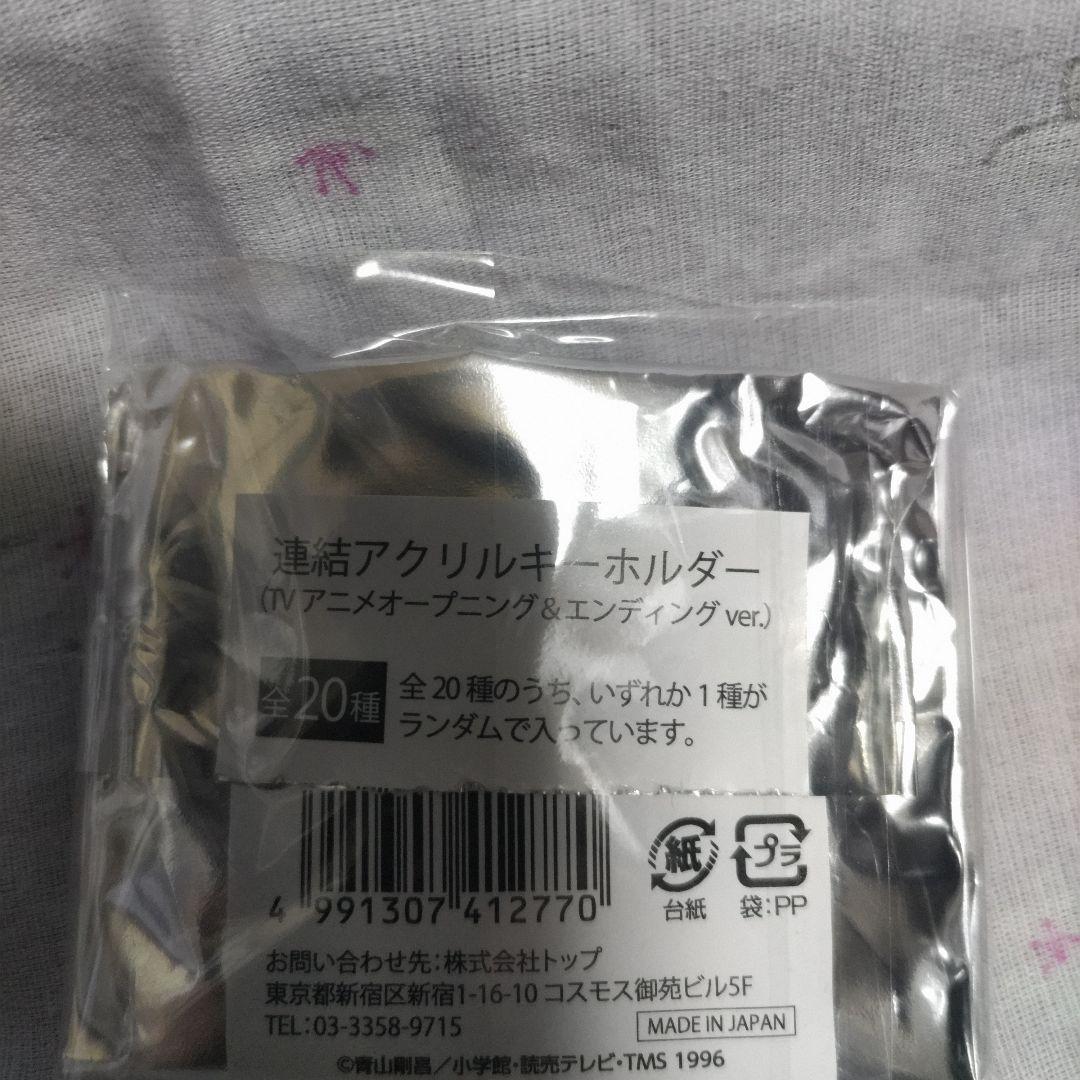 連結アクリルキーホルダー
（TVアニメオープニング＆エンディングver.）
全20種
全20種のうち、いずれか1種が
ランダムで入っています。
4 991307 412770
紙
プラ
台紙
袋：PP
お問い合わせ先：株式会社トップ
東京都新宿区新宿1-16-10 コスモス御苑ビル5F
TEL：03-3358-9715
MADE IN JAPAN
©青山剛昌／小学館・読売テレビ・TMS 1996